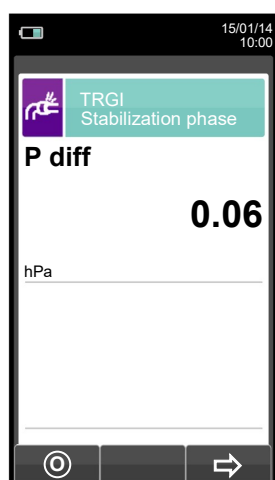 15/01/14
10:00
TRGI
Stabilization phase
P diff
0.06
hPa